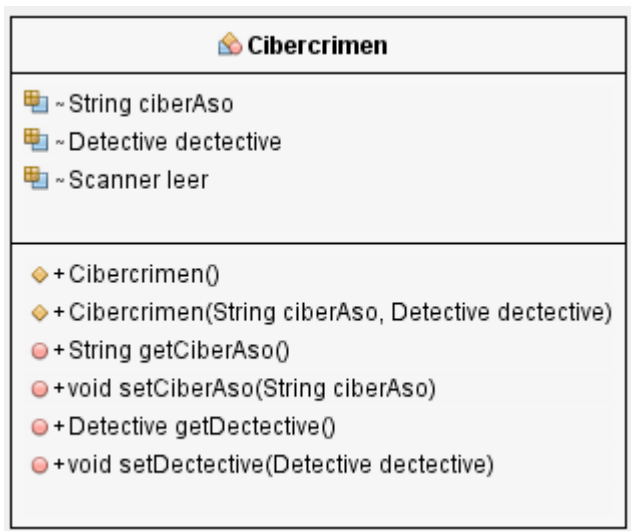 Cibercrimen
~String ciberAso
~Detective dectective
~Scanner leer
+Cibercrimen()
+Cibercrimen(String ciberAso, Detective dectective)
+String getCiberAso()
+void setCiberAso(String ciberAso)
+Detective getDectective()
+void setDectective(Detective dectective)